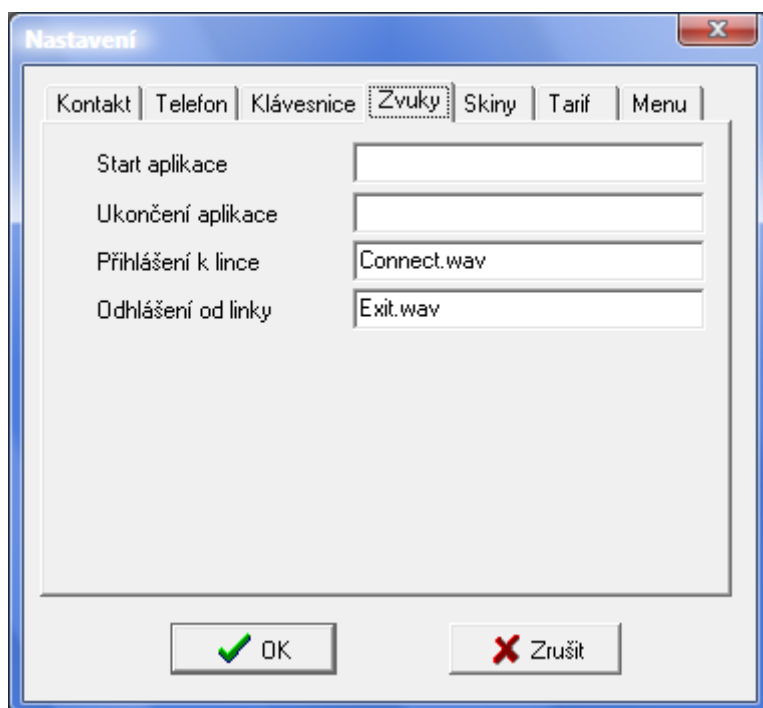 Nastavení
Kontakt Telefon Klávesnice Zvuky Skiny Tarif Menu
Start aplikace
Ukončení aplikace
Přihlášení k lince Connect.wav
Odhlášení od linky Exit.wav
OK Zrušit